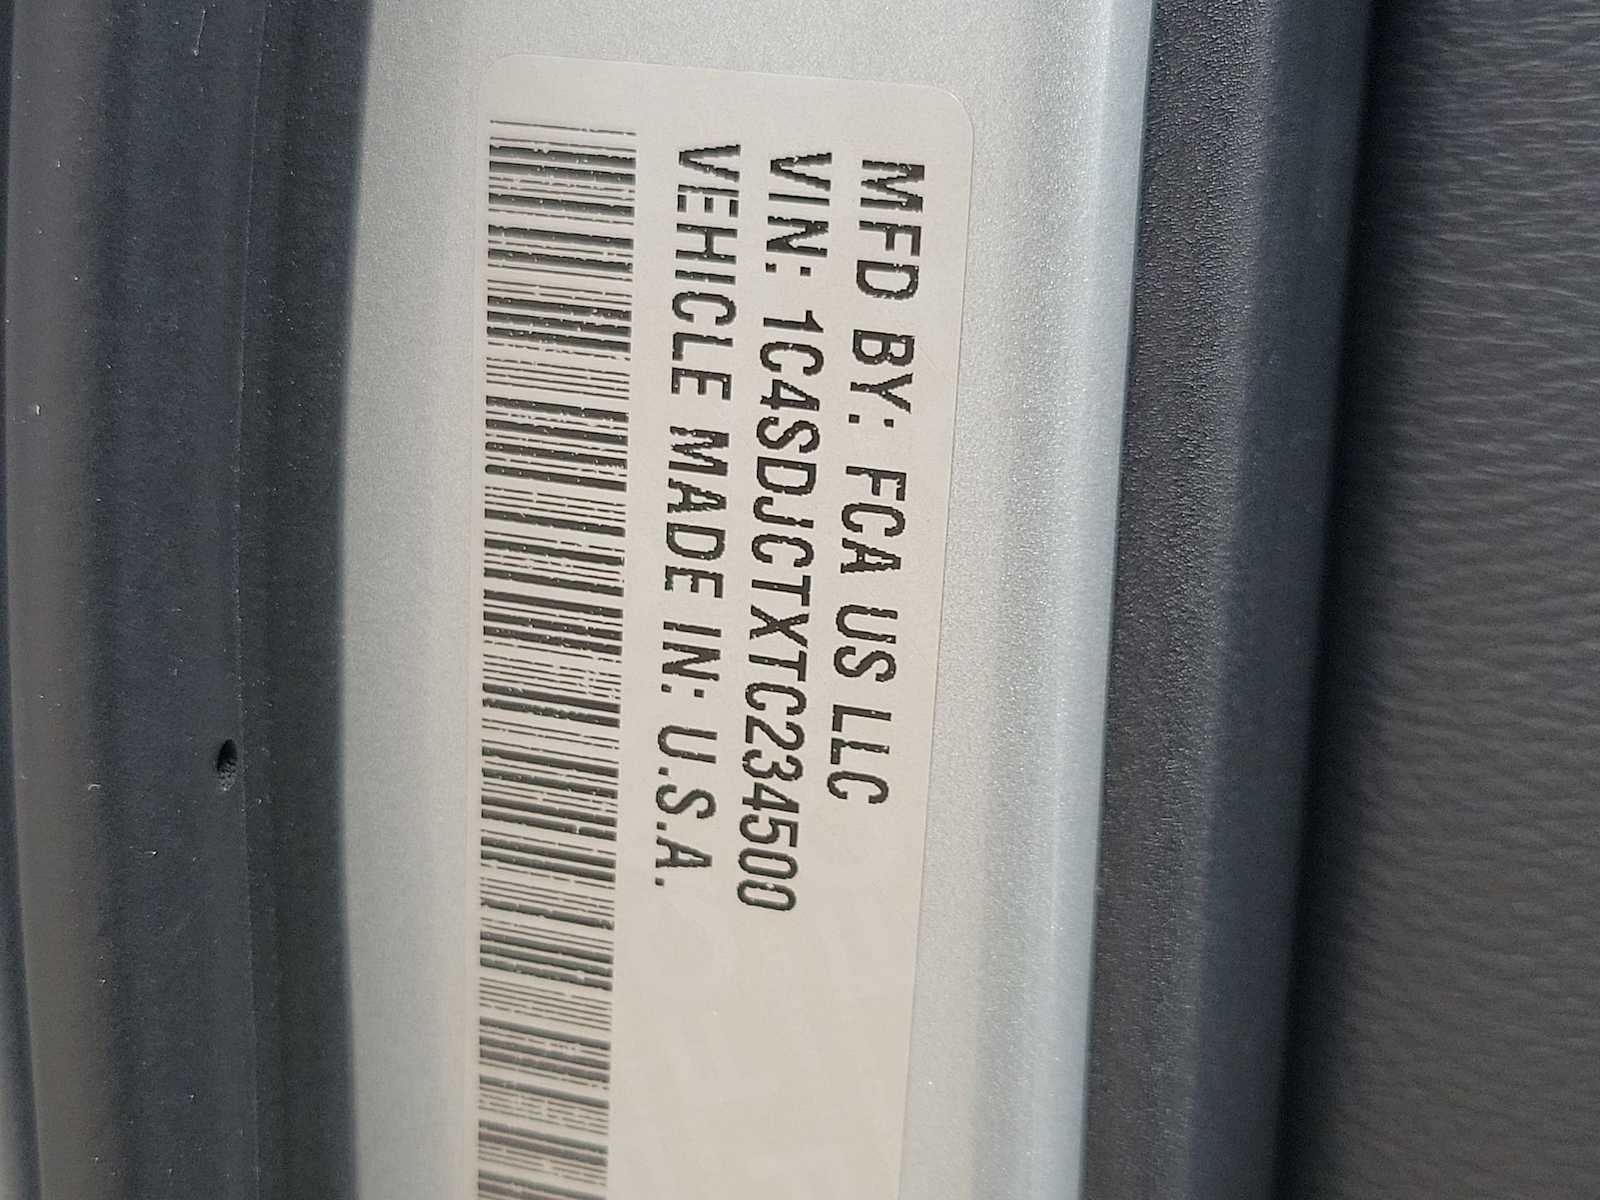 MFD BY: FCA US LLC
VIN: 1C4SDJCTXTC234500
VEHICLE MADE IN: U.S.A.